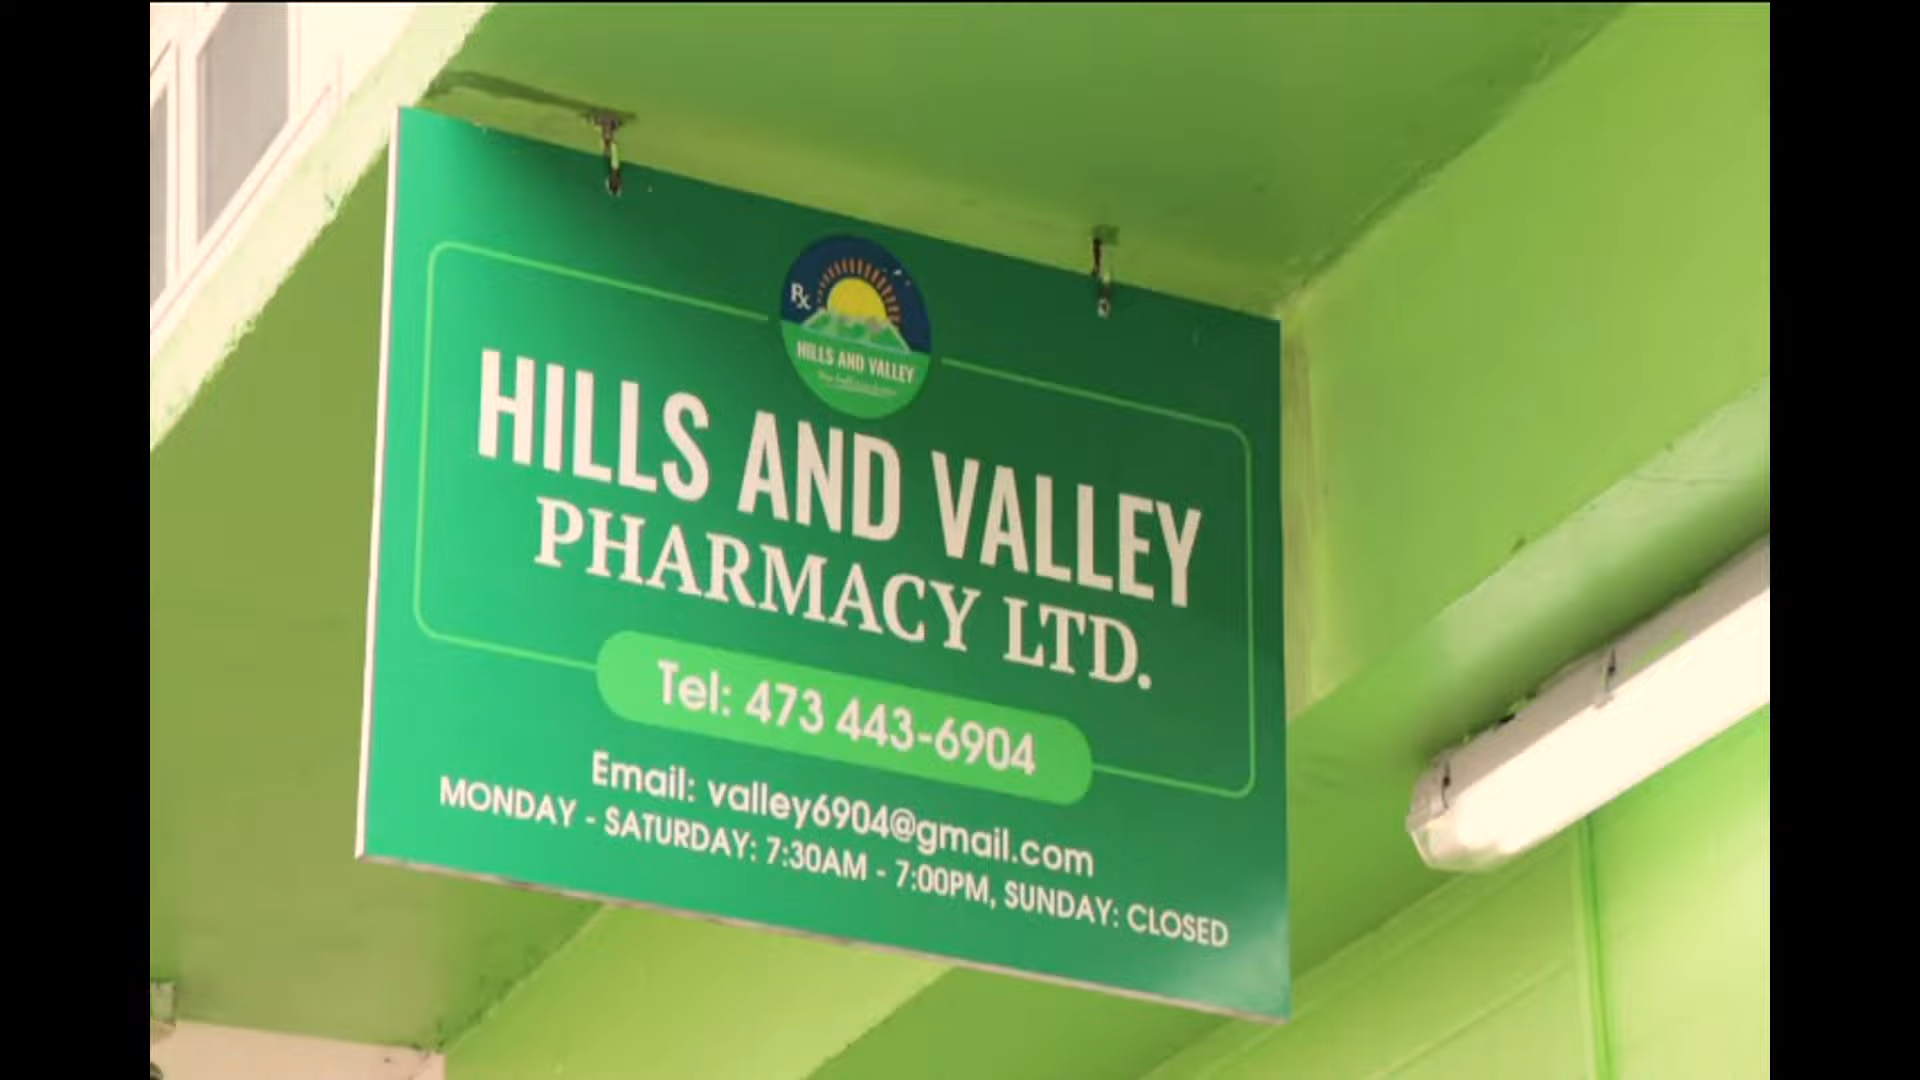 Rx
HILLS AND VALLEY
HILLS AND VALLEY
PHARMACY LTD.
Tel: 473 443-6904
Email: valley6904@gmail.com
MONDAY - SATURDAY: 7:30AM - 7:00PM, SUNDAY: CLOSED